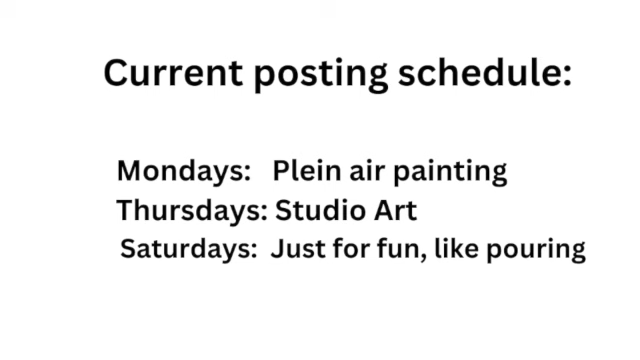 Current posting schedule:
Mondays: Plein air painting
Thursdays: Studio Art
Saturdays: Just for fun, like pouring